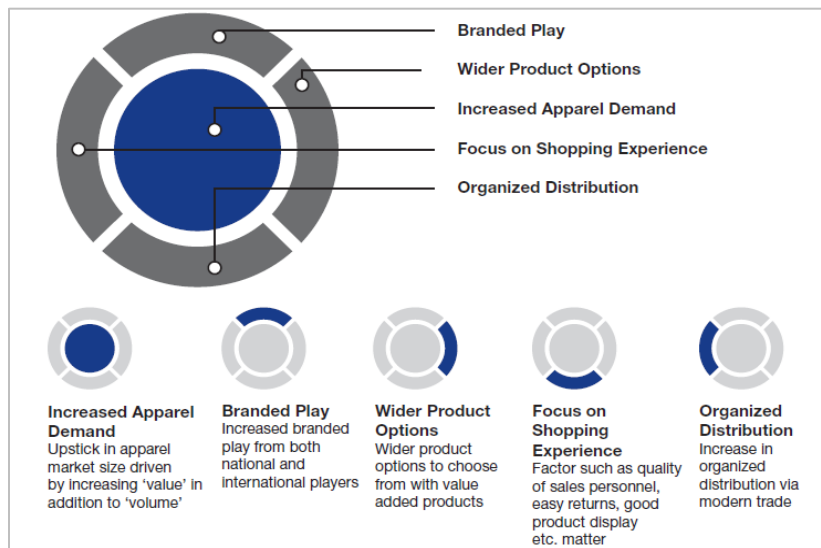 Branded Play
Wider Product Options
Increased Apparel Demand
Focus on Shopping Experience
Organized Distribution
Increased Apparel
Demand
Upstick in apparel
market size driven
by increasing ‘value’ in
addition to ‘volume’
Branded Play
Increased branded
play from both
national and
international players
Wider Product
Options
Wider product
options to choose
from with value
added products
Focus on
Shopping
Experience
Factor such as quality
of sales personnel,
easy returns, good
product display
etc. matter
Organized
Distribution
Increase in
organized
distribution via
modern trade